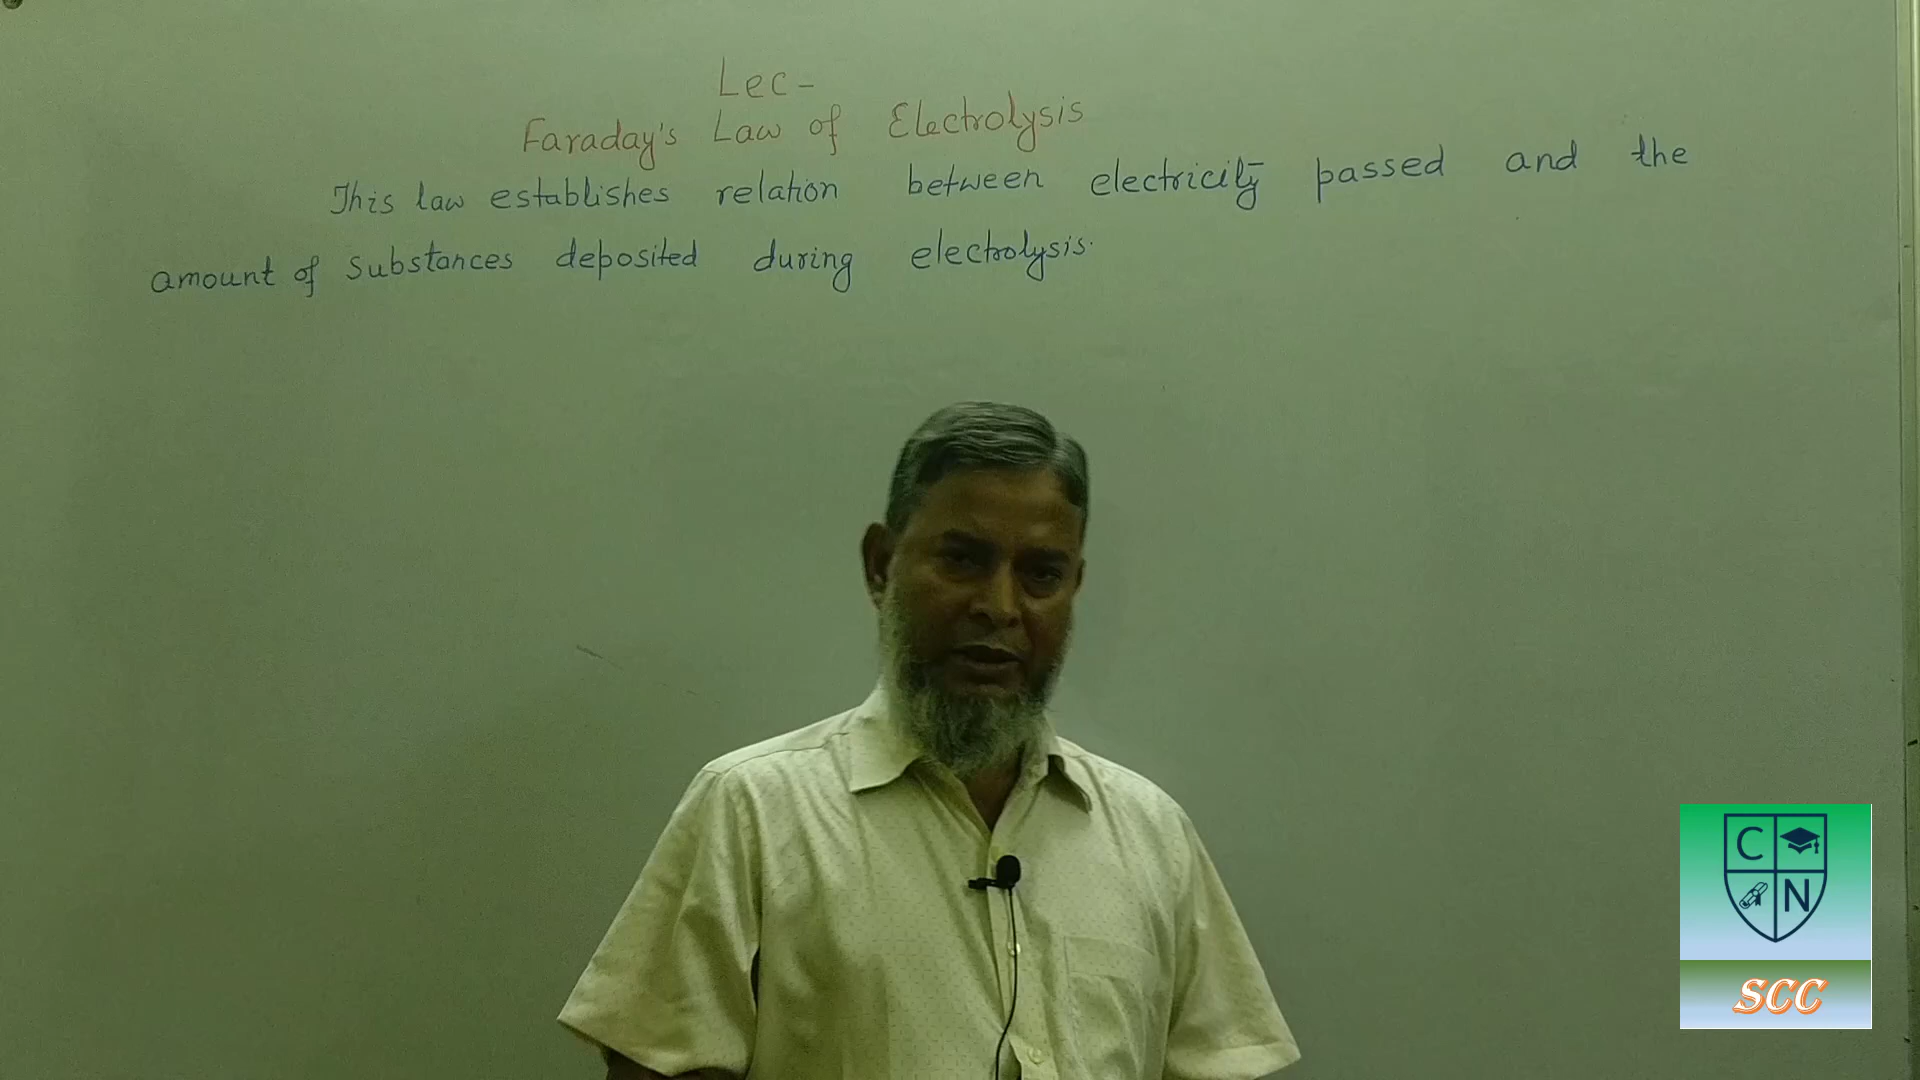 Lec-
Faraday's Law of Electrolysis
This law establishes relation between electricity passed and the
amount of substances deposited during electrolysis.
C
N
SCC